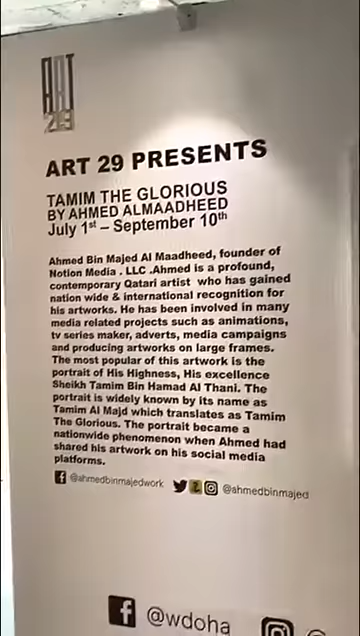 ART
29
ART 29 PRESENTS
TAMIM THE GLORIOUS
BY AHMED ALMAADHEED
July 1st – September 10th
Ahmed Bin Majed Al Maadheed, founder of
Notion Media . LLC .Ahmed is a profound,
contemporary Qatari artist who has gained
nation wide & international recognition for
his artworks. He has been involved in many
media related projects such as animations,
tv series maker, adverts, media campaigns
and producing artworks on large frames.
The most popular of this artwork is the
portrait of His Highness, His excellence
Sheikh Tamim Bin Hamad Al Thani. The
portrait is widely known by its name as
Tamim Al Majd which translates as Tamim
The Glorious. The portrait became a
nationwide phenomenon when Ahmed had
shared his artwork on his social media
platforms.
@ahmedbinmajedwork @ahmedbinmajed
@wdoha